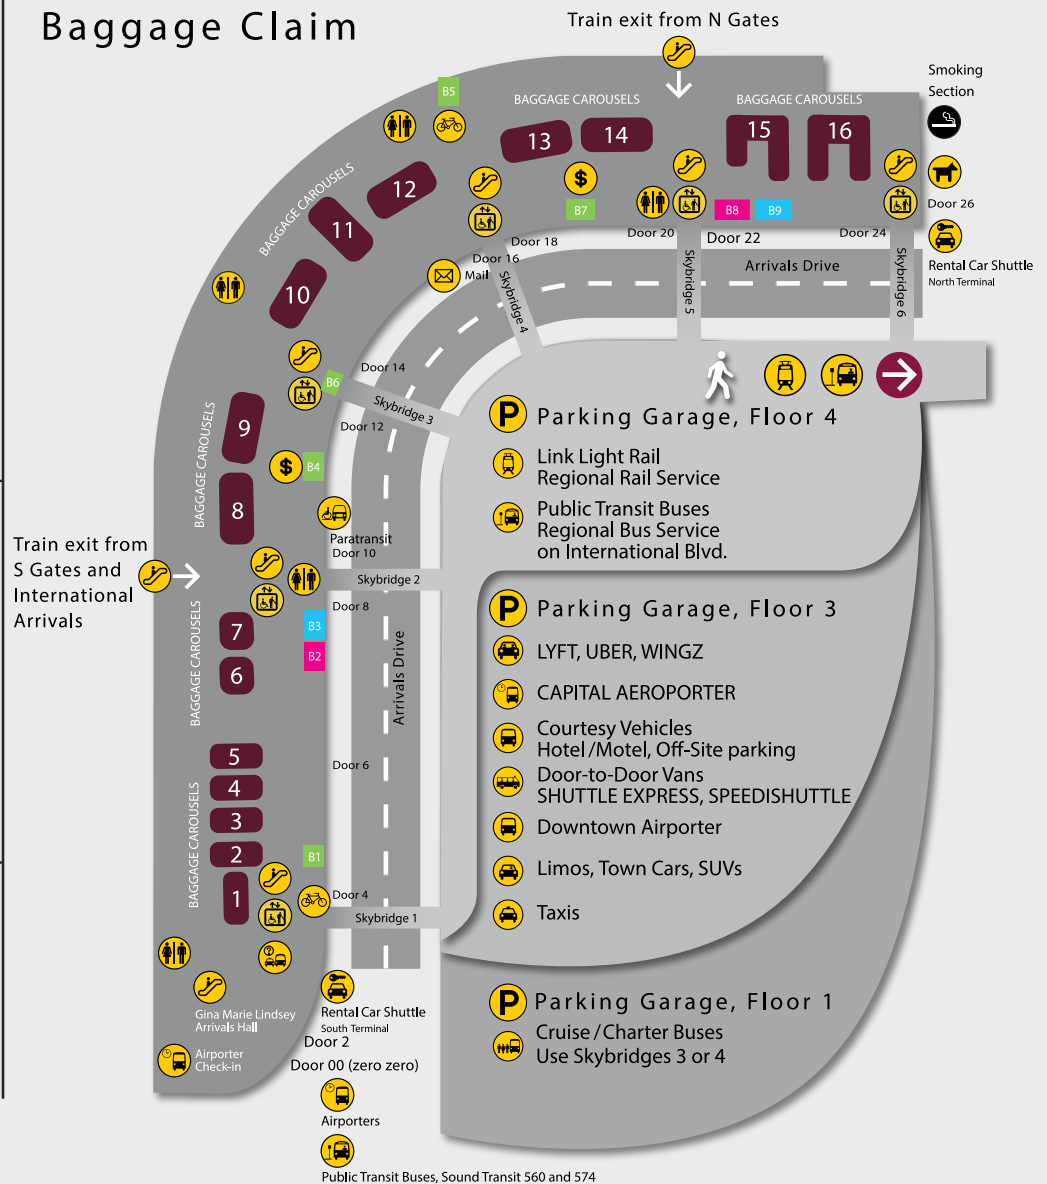 Baggage Claim
Train exit from N Gates
Smoking
Section
B5
BAGGAGE CAROUSELS
BAGGAGE CAROUSELS
13
14
15
16
BAGGAGE CAROUSELS
12
11
10
$
B7
B8
B9
Door 26
Door 18
Door 20
Door 22
Door 24
Door 16
Mail
Skybridge 4
Skybridge 5
Arrivals Drive
Skybridge 6
Rental Car Shuttle
North Terminal
Door 14
B6
Skybridge 3
Door 12
P Parking Garage, Floor 4
Link Light Rail
Regional Rail Service
Public Transit Buses
Regional Bus Service
on International Blvd.
BAGGAGE CAROUSELS
9
8
$
B4
Paratransit
Door 10
Train exit from
S Gates and
International
Arrivals
Skybridge 2
Door 8
BAGGAGE CAROUSELS
7
6
B3
B2
Arrivals Drive
P Parking Garage, Floor 3
LYFT, UBER, WINGZ
CAPITAL AEROPORTER
Courtesy Vehicles
Hotel/Motel, Off-Site parking
Door-to-Door Vans
SHUTTLE EXPRESS, SPEEDISHUTTLE
Downtown Airporter
Limos, Town Cars, SUVs
Taxis
Door 6
BAGGAGE CAROUSELS
5
4
3
2
1
B1
Door 4
Skybridge 1
?
Gina Marie Lindsey
Arrivals Hall
Airporter
Check-in
Rental Car Shuttle
South Terminal
Door 2
Door 00 (zero zero)
Airporters
Public Transit Buses, Sound Transit 560 and 574
P Parking Garage, Floor 1
Cruise/Charter Buses
Use Skybridges 3 or 4